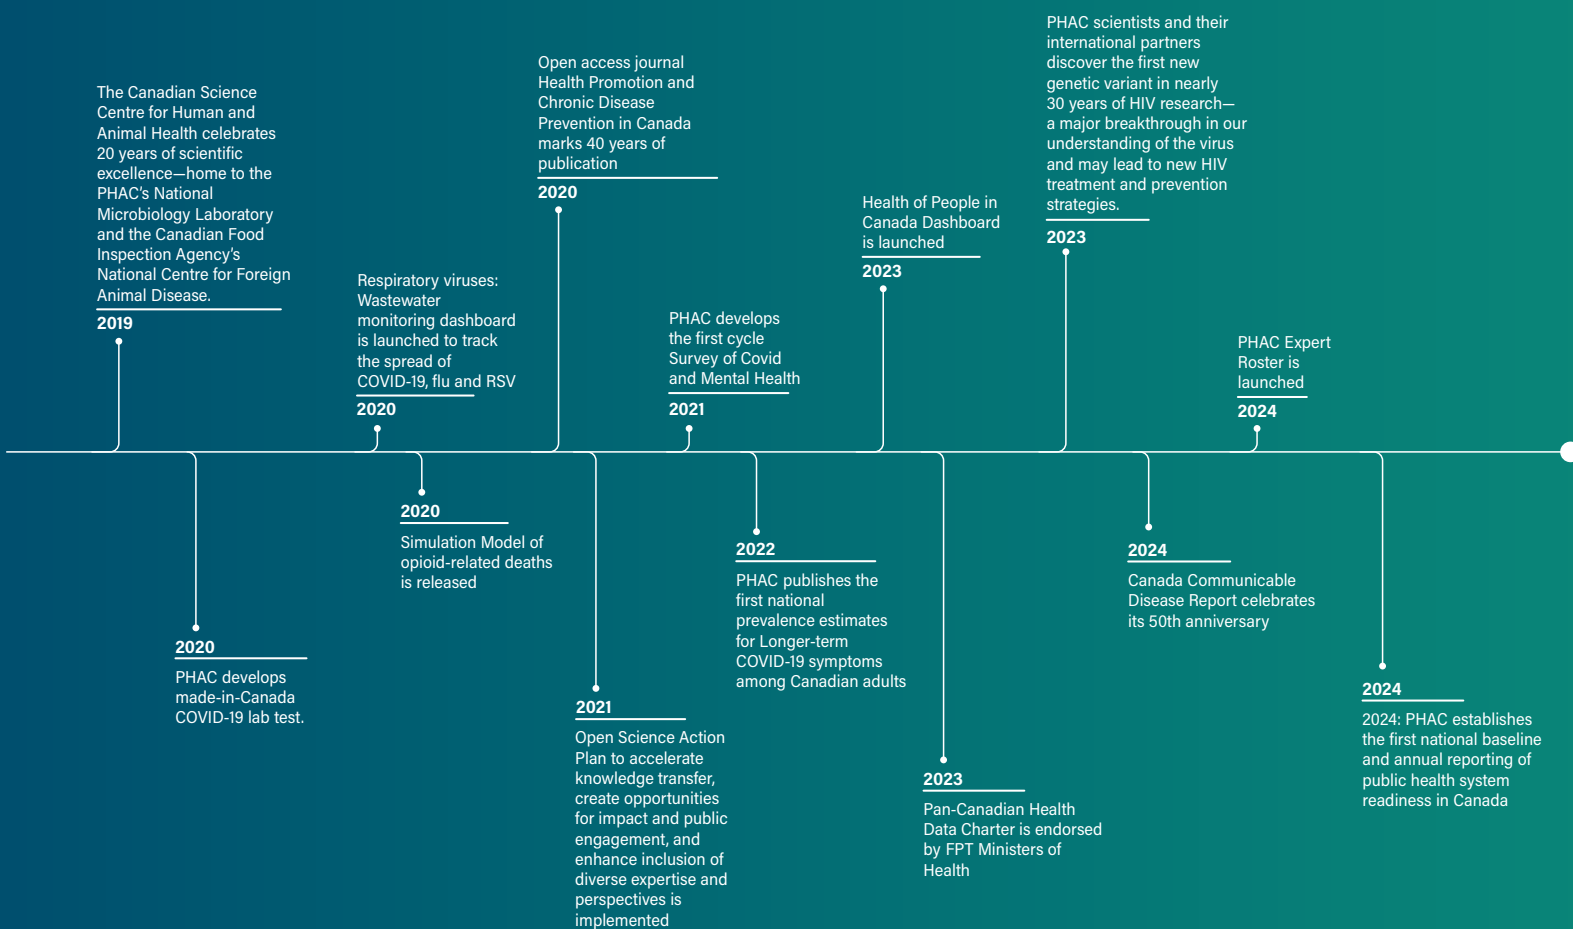 The Canadian Science
Centre for Human and
Animal Health celebrates
20 years of scientific
excellence—home to the
PHAC's National
Microbiology Laboratory
and the Canadian Food
Inspection Agency's
National Centre for Foreign
Animal Disease.
2019
2020
PHAC develops
made-in-Canada
COVID-19 lab test.
Respiratory viruses:
Wastewater
monitoring dashboard
is launched to track
the spread of
COVID-19, flu and RSV
2020
2020
Simulation Model of
opioid-related deaths
is released
Open access journal
Health Promotion and
Chronic Disease
Prevention in Canada
marks 40 years of
publication
2020
2021
Open Science Action
Plan to accelerate
knowledge transfer,
create opportunities
for impact and public
engagement, and
enhance inclusion of
diverse expertise and
perspectives is
implemented
PHAC develops
the first cycle
Survey of Covid
and Mental Health
2021
2022
PHAC publishes the
first national
prevalence estimates
for Longer-term
COVID-19 symptoms
among Canadian adults
Health of People in
Canada Dashboard
is launched
2023
2023
Pan-Canadian Health
Data Charter is endorsed
by FPT Ministers of
Health
PHAC scientists and their
international partners
discover the first new
genetic variant in nearly
30 years of HIV research—
a major breakthrough in our
understanding of the virus
and may lead to new HIV
treatment and prevention
strategies.
2023
2024
Canada Communicable
Disease Report celebrates
its 50th anniversary
PHAC Expert
Roster is
launched
2024
2024
2024: PHAC establishes
the first national baseline
and annual reporting of
public health system
readiness in Canada